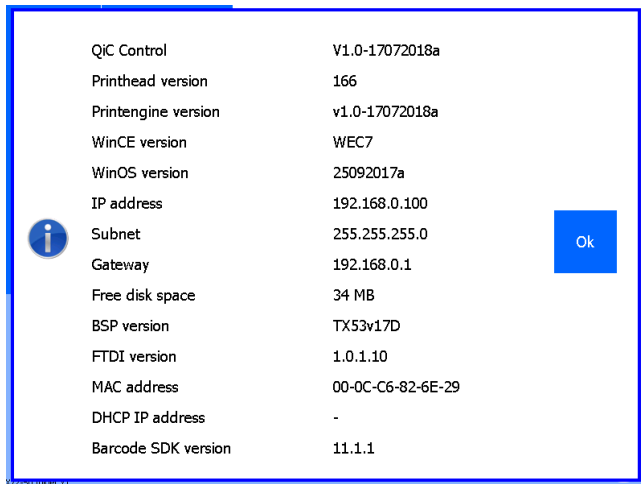 QiC Control V1.0-17072018a
Printhead version 166
Printengine version v1.0-17072018a
WinCE version WEC7
WinOS version 25092017a
IP address 192.168.0.100
Subnet 255.255.255.0
Ok
Gateway 192.168.0.1
Free disk space 34 MB
BSP version TX53v17D
FTDI version 1.0.1.10
MAC address 00-0C-C6-82-6E-29
DHCP IP address -
Barcode SDK version 11.1.1